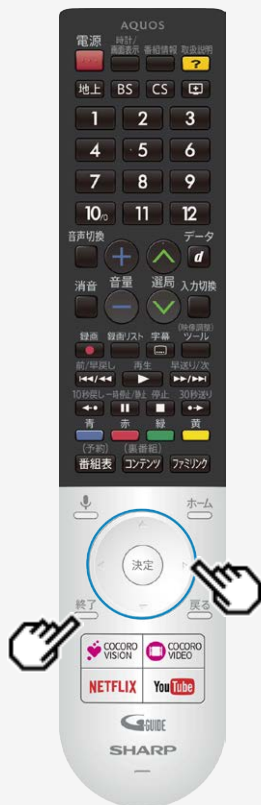 AQUOS
電源 時計/画面表示 番組情報 取扱説明
?
地上 BS CS
1 2 3
4 5 6
7 8 9
10/0 11 12
音声切換 データ
+ d
消音 音量 選局 入力切換
−
(映像調整)
録画 録画リスト 字幕 ツール
前/早戻し 再生 早送り/次
10秒戻し 一時停止/静止 停止 30秒送り
青 赤 緑 黄
(予約) (裏番組)
番組表 コンテンツ ファミリンク
ホーム
決定
終了 戻る
COCORO VISION COCORO VIDEO
NETFLIX YouTube
G-GUIDE
SHARP